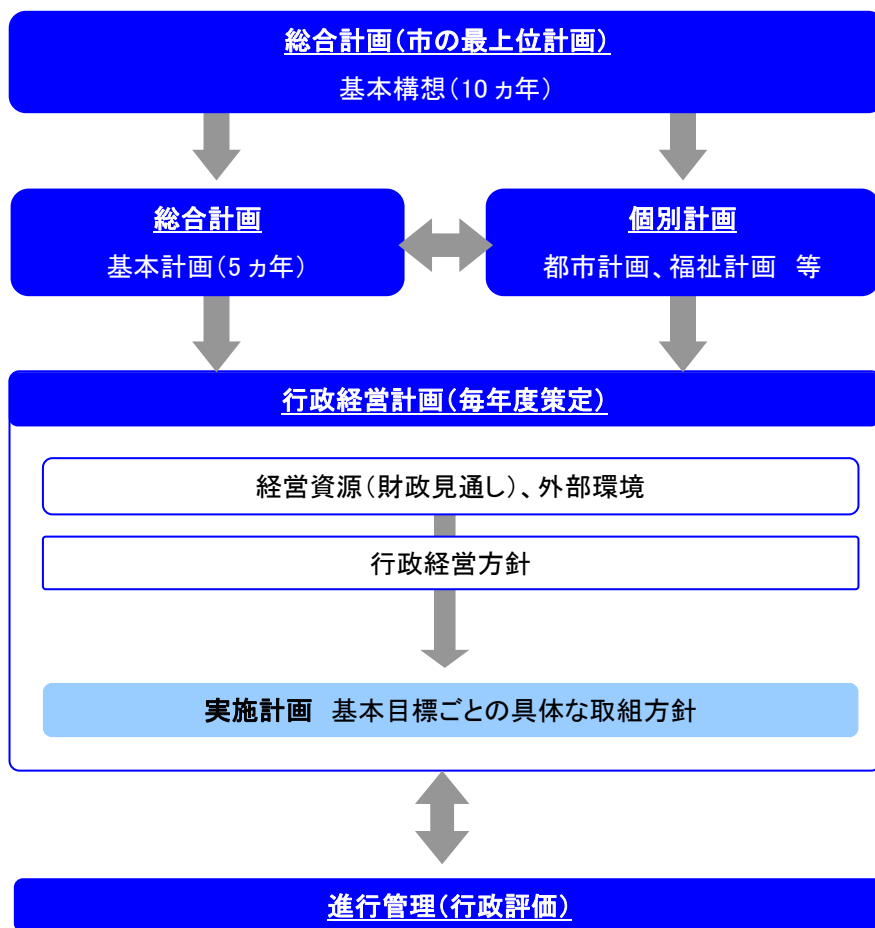 総合計画（市の最上位計画）
基本構想（10ヵ年）
総合計画
基本計画（5ヵ年）
個別計画
都市計画、福祉計画　等
行政経営計画（毎年度策定）
経営資源（財政見通し）、外部環境
行政経営方針
実施計画　基本目標ごとの具体な取組方針
進行管理（行政評価）